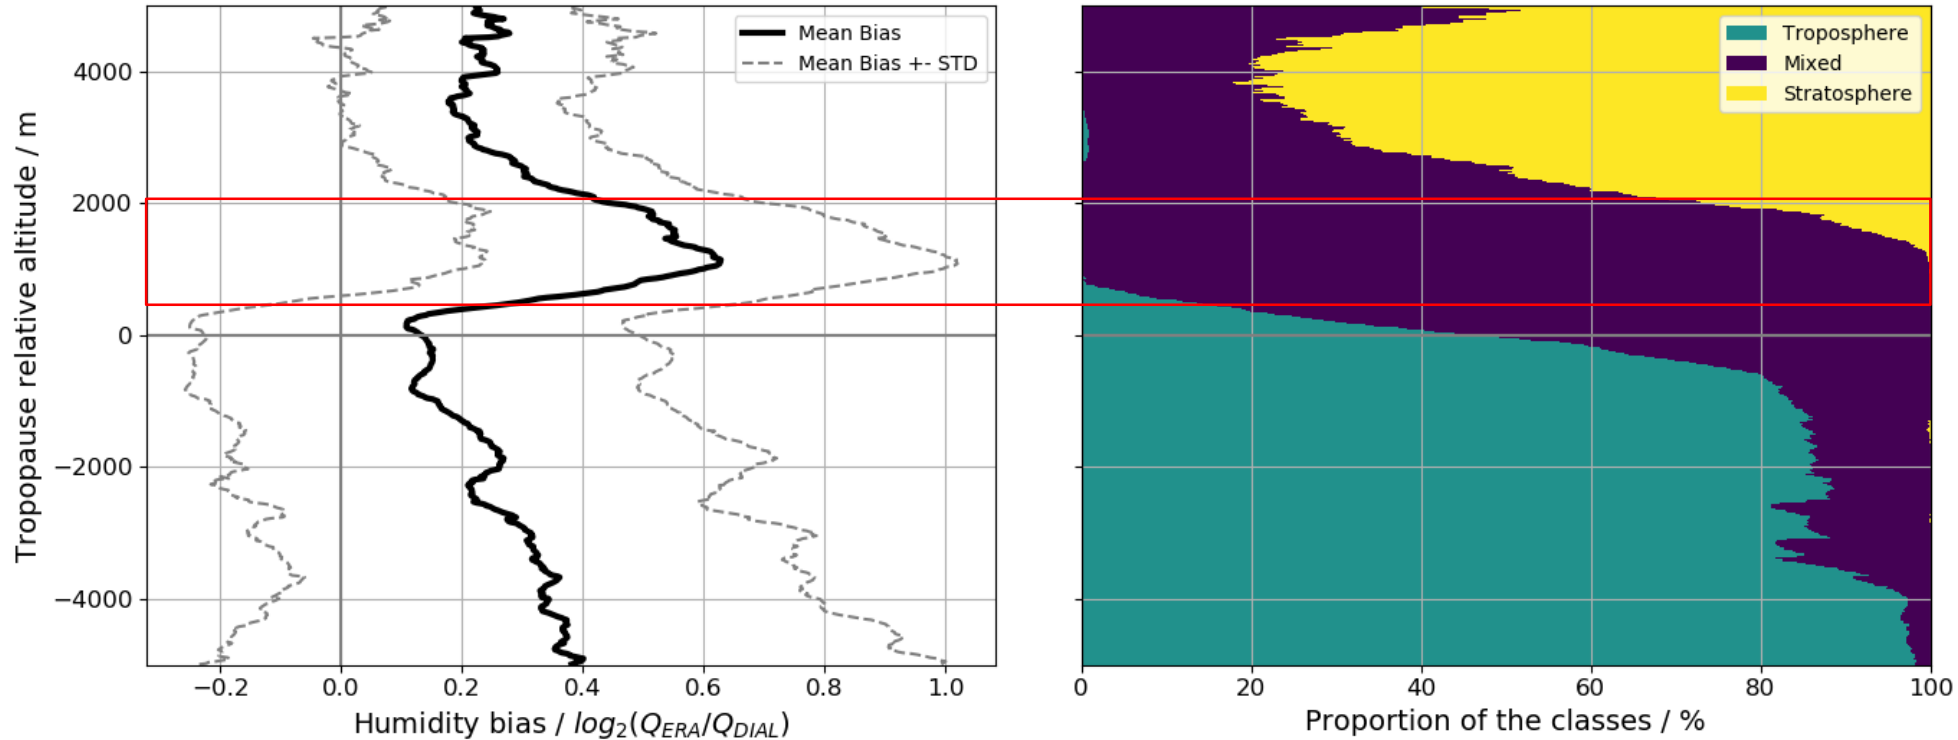 Tropopause relative altitude / m
4000
2000
0
−2000
−4000
Mean Bias
Mean Bias +- STD
−0.2
0.0
0.2
0.4
0.6
0.8
1.0
Humidity bias / log₂(Q_ERA/Q_DIAL)
Troposphere
Mixed
Stratosphere
0
20
40
60
80
100
Proportion of the classes / %